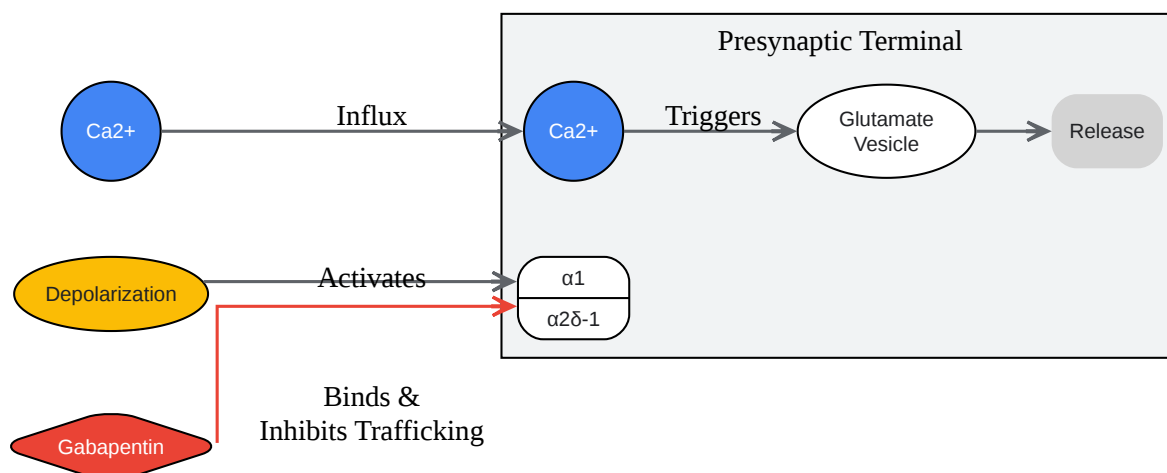 Presynaptic Terminal
Ca2+
Influx
Ca2+
Triggers
Glutamate
Vesicle
Release
Depolarization
Activates
α1
α2δ-1
Binds &
Inhibits Trafficking
Gabapentin